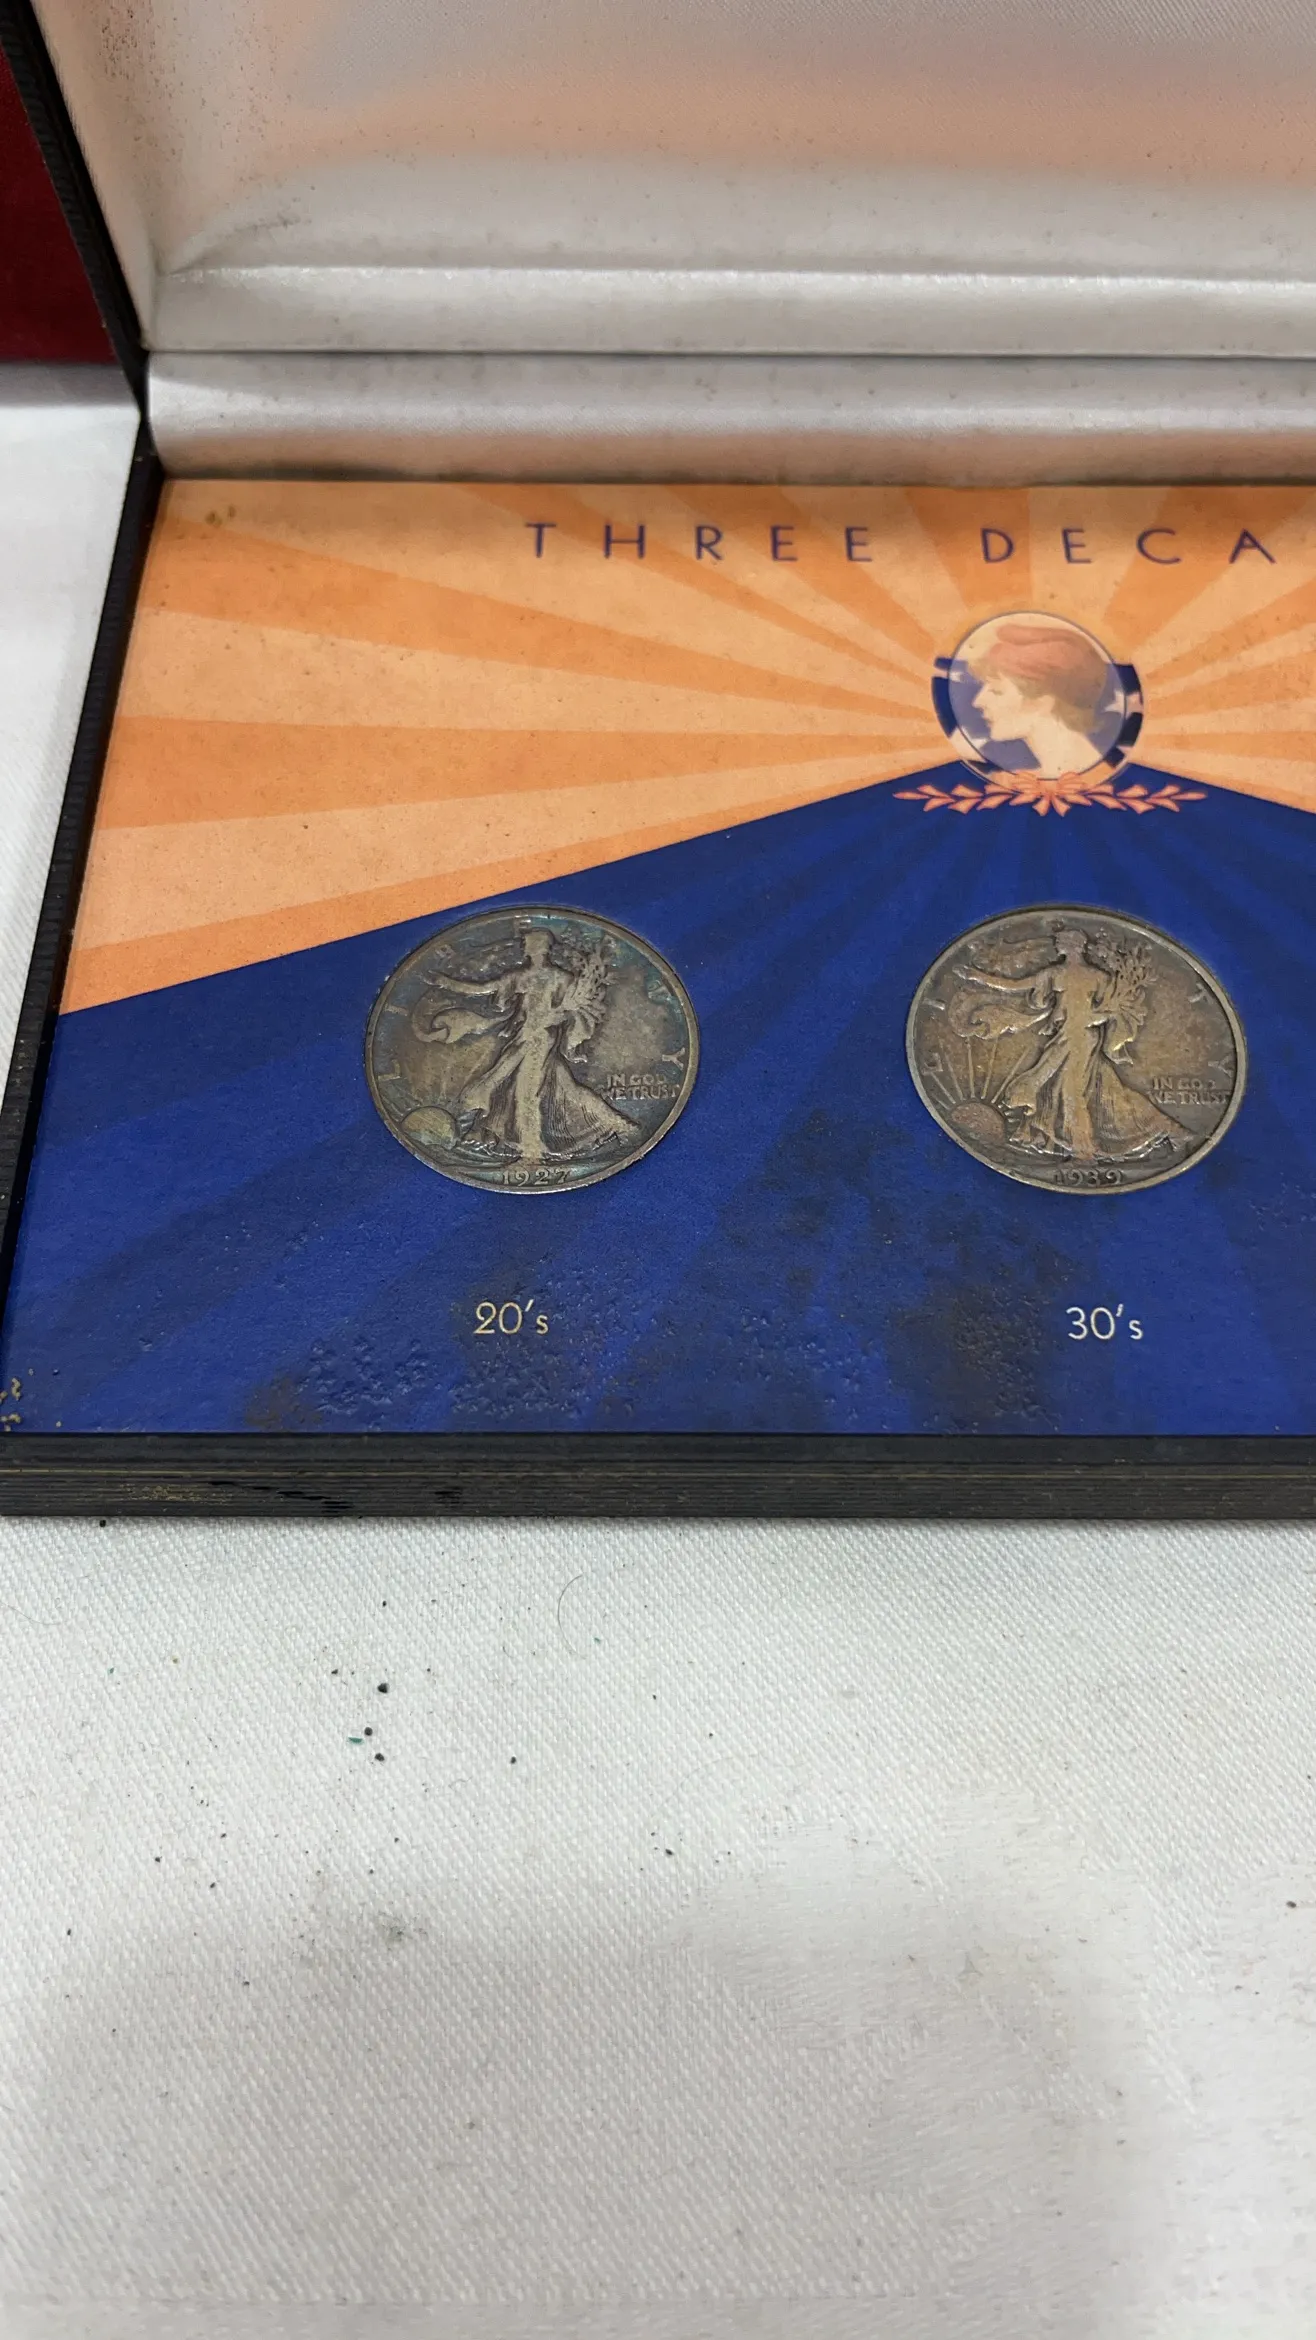 THREE DECA
LIBERTY
IN GOD
WE TRUST
1927
LIBERTY
IN GOD
WE TRUST
1939
20's
30's